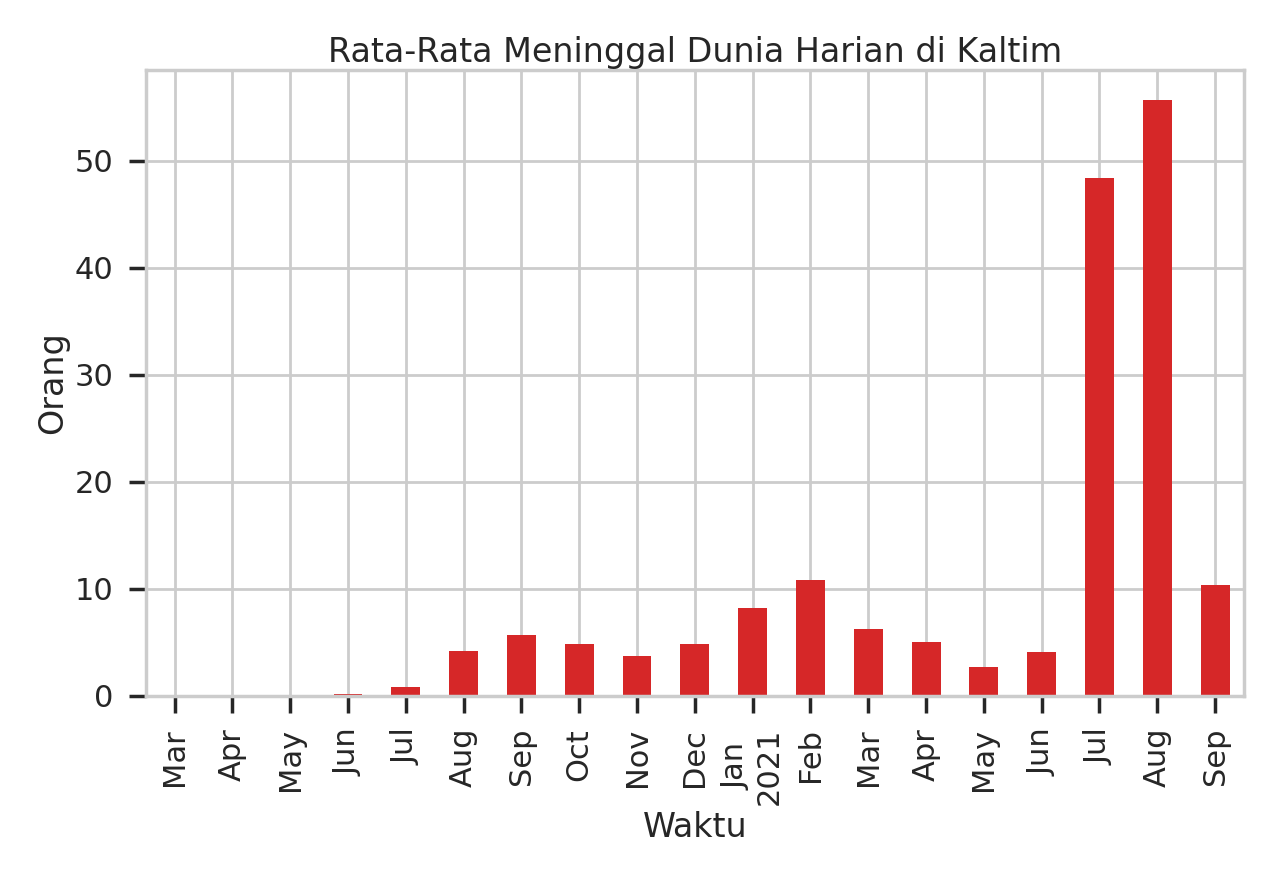 Rata-Rata Meninggal Dunia Harian di Kaltim
Orang
50
40
30
20
10
0
Mar
Apr
May
Jun
Jul
Aug
Sep
Oct
Nov
Dec
Jan
2021
Feb
Mar
Apr
May
Jun
Jul
Aug
Sep
Waktu